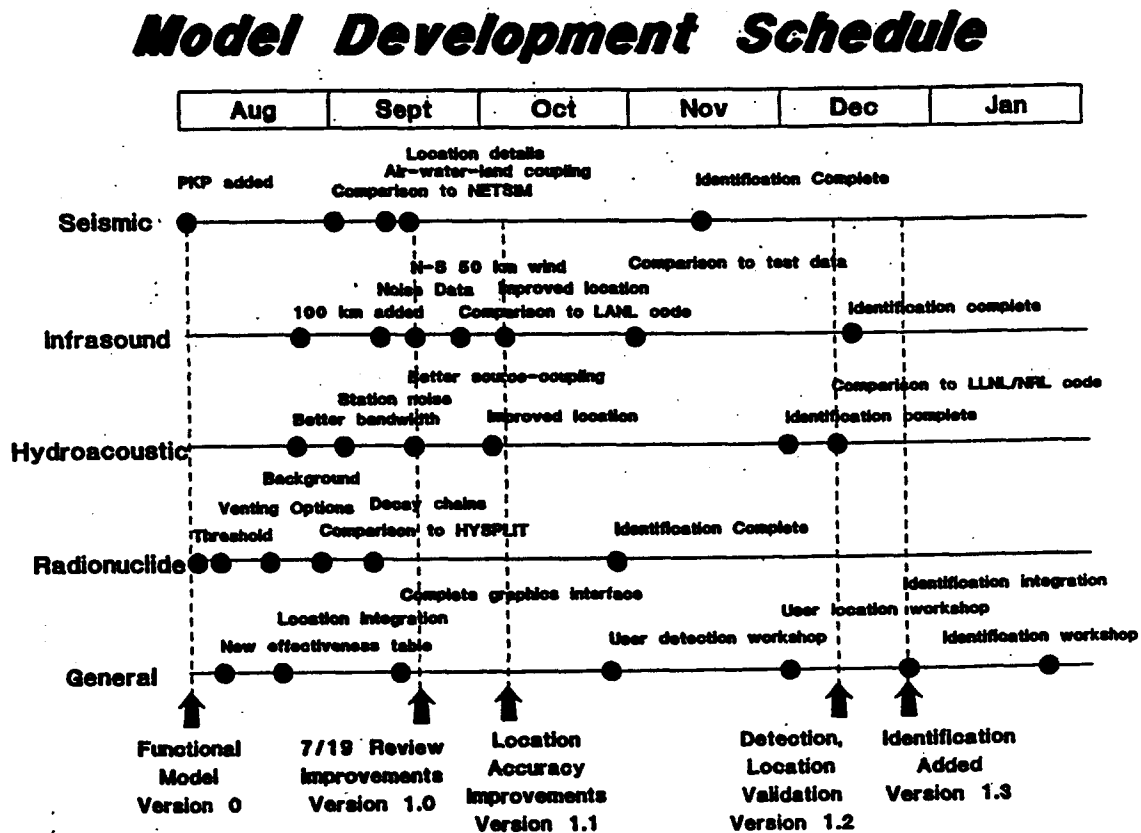 Model Development Schedule
Aug Sept Oct Nov Dec Jan
Location details
Air-water-land coupling
PKP added Comparison to NETSIM Identification Complete
Seismic
N-S 50 km wind Comparison to test data
Noise Data Improved location
100 km added Comparison to LANL code Identification complete
Infrasound
Better source-coupling Comparison to LLNL/NRL code
Station noise
Better bandwidth Improved location Identification complete
Hydroacoustic
Background
Venting Options Decay chains
Threshold Comparison to HYSPLIT Identification Complete
Radionuclide
Complete graphics interface Identification integration
Location integration User location workshop
New effectiveness table User detection workshop Identification workshop
General
Functional
Model
Version 0
7/19 Review
Improvements
Version 1.0
Location
Accuracy
Improvements
Version 1.1
Detection,
Location
Validation
Version 1.2
Identification
Added
Version 1.3